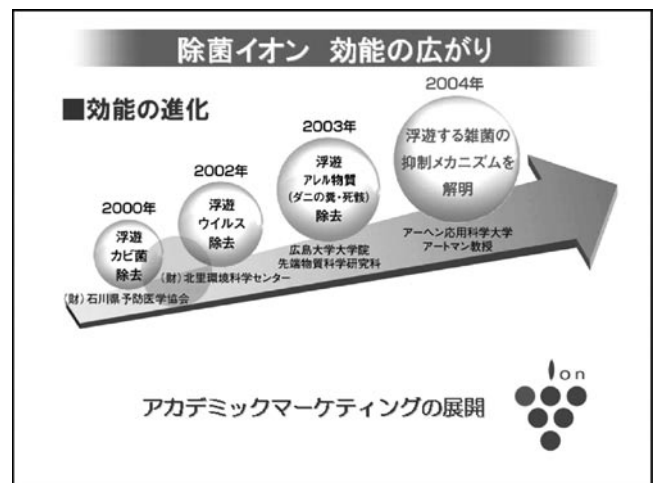 除菌イオン 効能の広がり
■効能の進化
2000年
浮遊
カビ菌
除去
(財)石川県予防医学協会
2002年
浮遊
ウイルス
除去
(財)北里環境科学センター
2003年
浮遊
アレル物質
(ダニの糞・死骸)
除去
広島大学大学院
先端物質科学研究科
2004年
浮遊する雑菌の
抑制メカニズムを
解明
アーヘン応用科学大学
アートマン教授
アカデミックマーケティングの展開
Ion